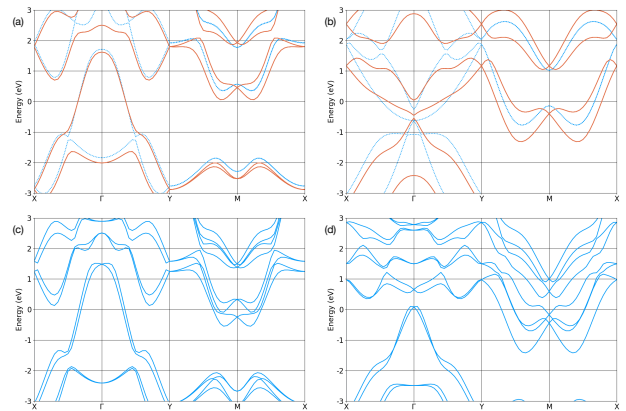 (a)
Energy (eV)
3
2
1
0
-1
-2
-3
X
Γ
Y
M
X
(b)
Energy (eV)
3
2
1
0
-1
-2
-3
X
Γ
Y
M
X
(c)
Energy (eV)
3
2
1
0
-1
-2
-3
X
Γ
Y
M
X
(d)
Energy (eV)
3
2
1
0
-1
-2
-3
X
Γ
Y
M
X